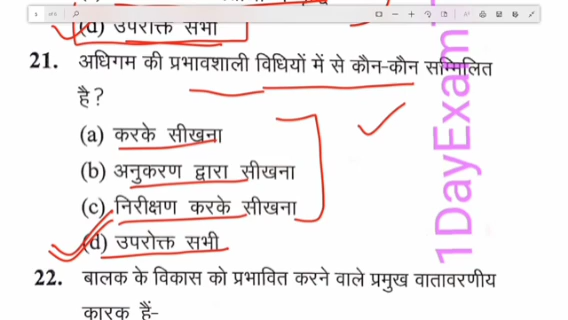 (d) उपरोक्त सभी
21. अधिगम की प्रभावशाली विधियों में से कौन-कौन सम्मिलित
है?
(a) करके सीखना
(b) अनुकरण द्वारा सीखना
(c) निरीक्षण करके सीखना
(d) उपरोक्त सभी
22. बालक के विकास को प्रभावित करने वाले प्रमुख वातावरणीय
कारक हैं-
1DayExam